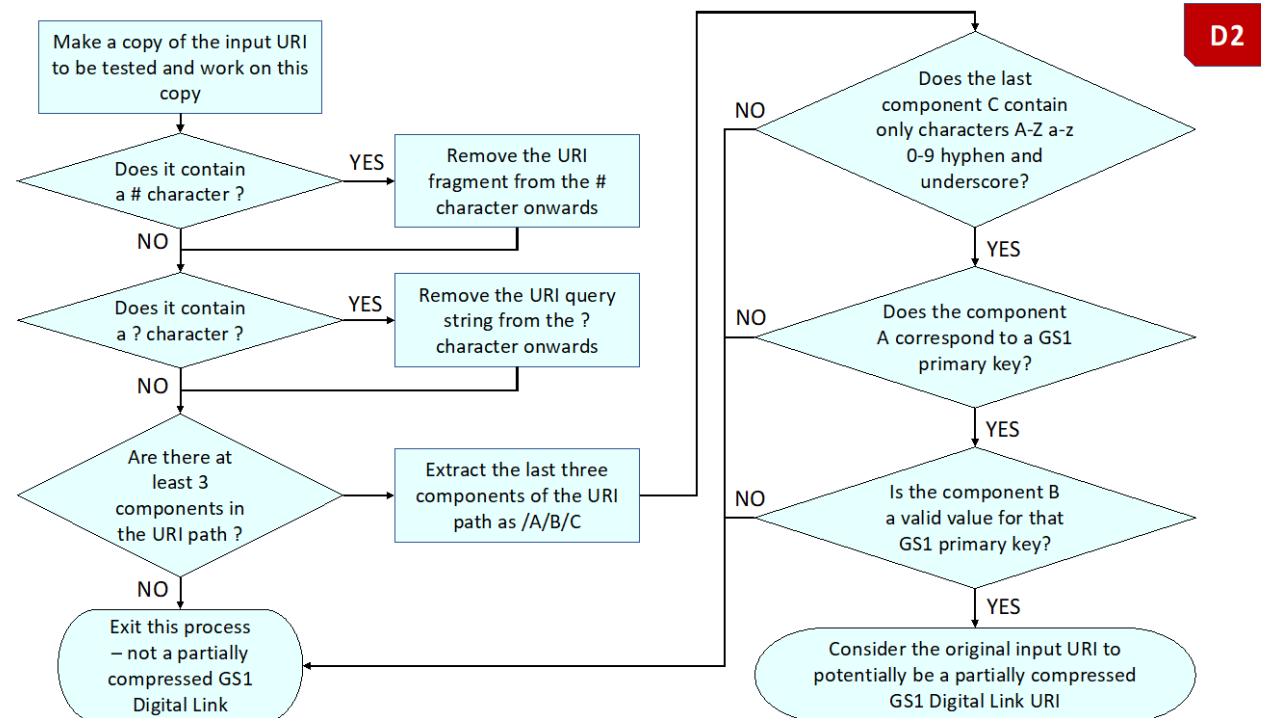 Make a copy of the input URI
to be tested and work on this
copy
Does it contain
a # character ?
YES
Remove the URI
fragment from the #
character onwards
NO
Does it contain
a ? character ?
YES
Remove the URI query
string from the ?
character onwards
NO
Are there at
least 3
components in
the URI path ?
Extract the last three
components of the URI
path as /A/B/C
NO
Exit this process
– not a partially
compressed GS1
Digital Link
D2
Does the last
component C contain
only characters A-Z a-z
0-9 hyphen and
underscore?
NO
YES
Does the component
A correspond to a GS1
primary key?
NO
YES
Is the component B
a valid value for that
GS1 primary key?
NO
YES
Consider the original input URI to
potentially be a partially compressed
GS1 Digital Link URI